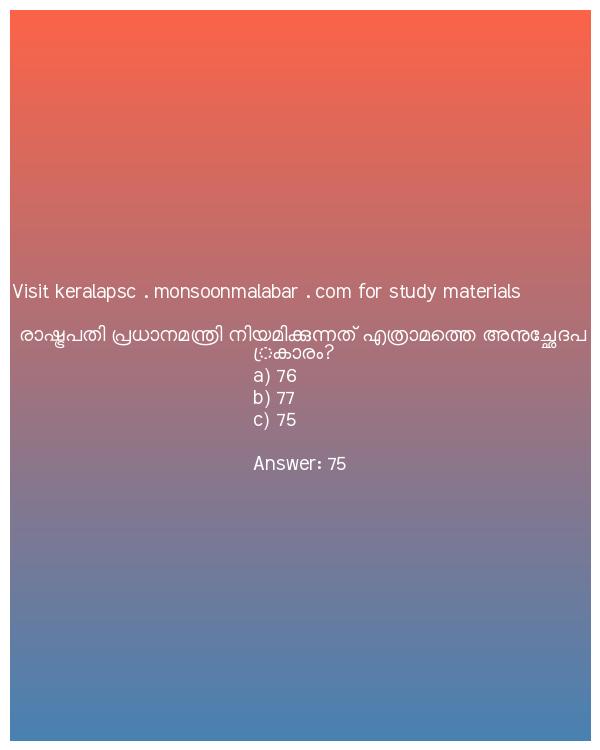 Visit keralapsc . monsoonmalabar . com for study materials
രാഷ്ട്രപതി പ്രധാനമന്ത്രി നിയമിക്കുന്നത് എത്രാമത്തെ അനുച്ഛേദപ
്രകാരം?
a) 76
b) 77
c) 75
Answer: 75